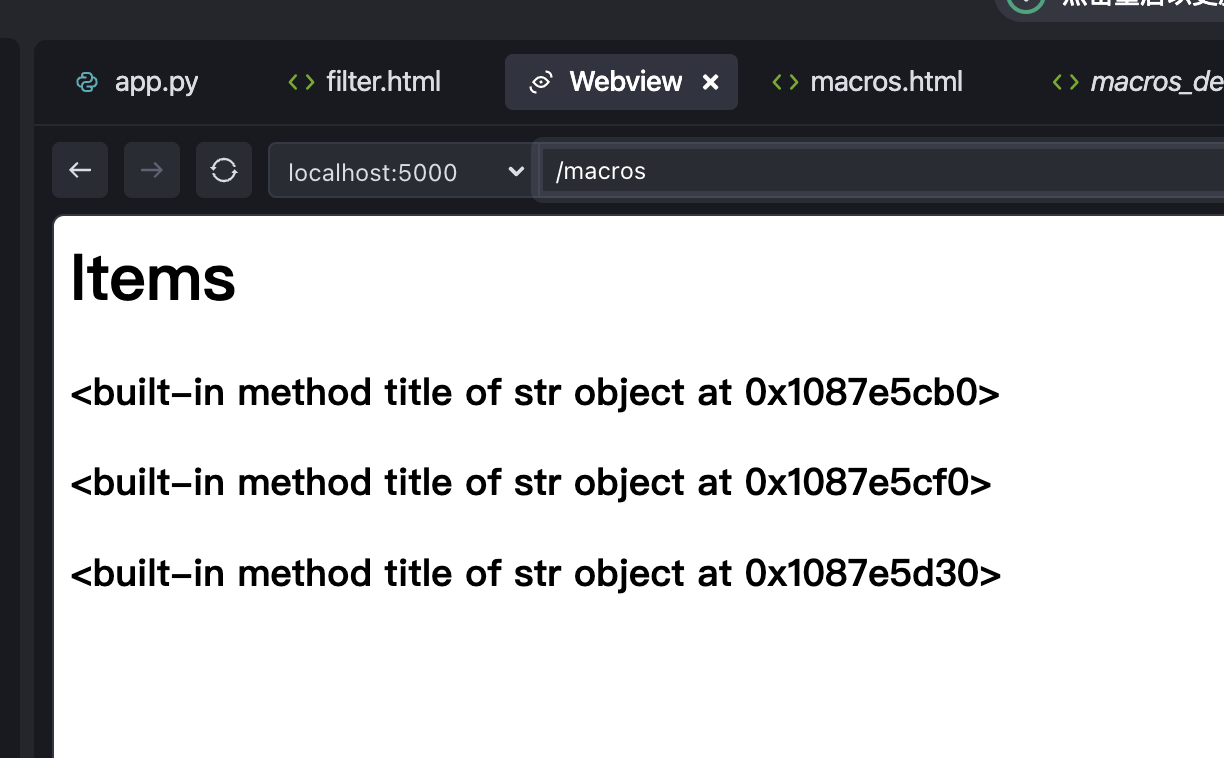 app.py
filter.html
Webview
macros.html
macros_de
localhost:5000
/macros
Items
<built-in method title of str object at 0x1087e5cb0>
<built-in method title of str object at 0x1087e5cf0>
<built-in method title of str object at 0x1087e5d30>